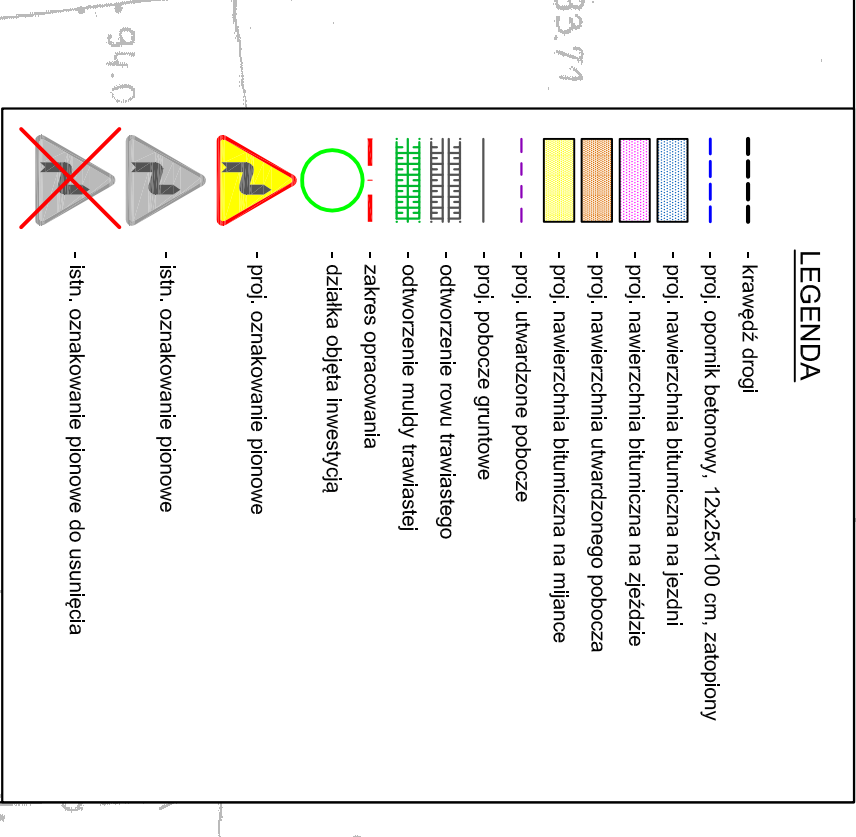 LEGENDA
- krawędź drogi
- proj. opornik betonowy, 12x25x100 cm, zatopiony
- proj. nawierzchnia bitumiczna na jezdni
- proj. nawierzchnia bitumiczna na zjeździe
- proj. nawierzchnia utwardzonego pobocza
- proj. nawierzchnia bitumiczna na mijance
- proj. utwardzone pobocze
- proj. pobocze gruntowe
- odtworzenie rowu trawiastego
- odtworzenie muldy trawiastej
- zakres opracowania
- działka objęta inwestycją
- proj. oznakowanie pionowe
- istn. oznakowanie pionowe
- istn. oznakowanie pionowe do usunięcia
94.0